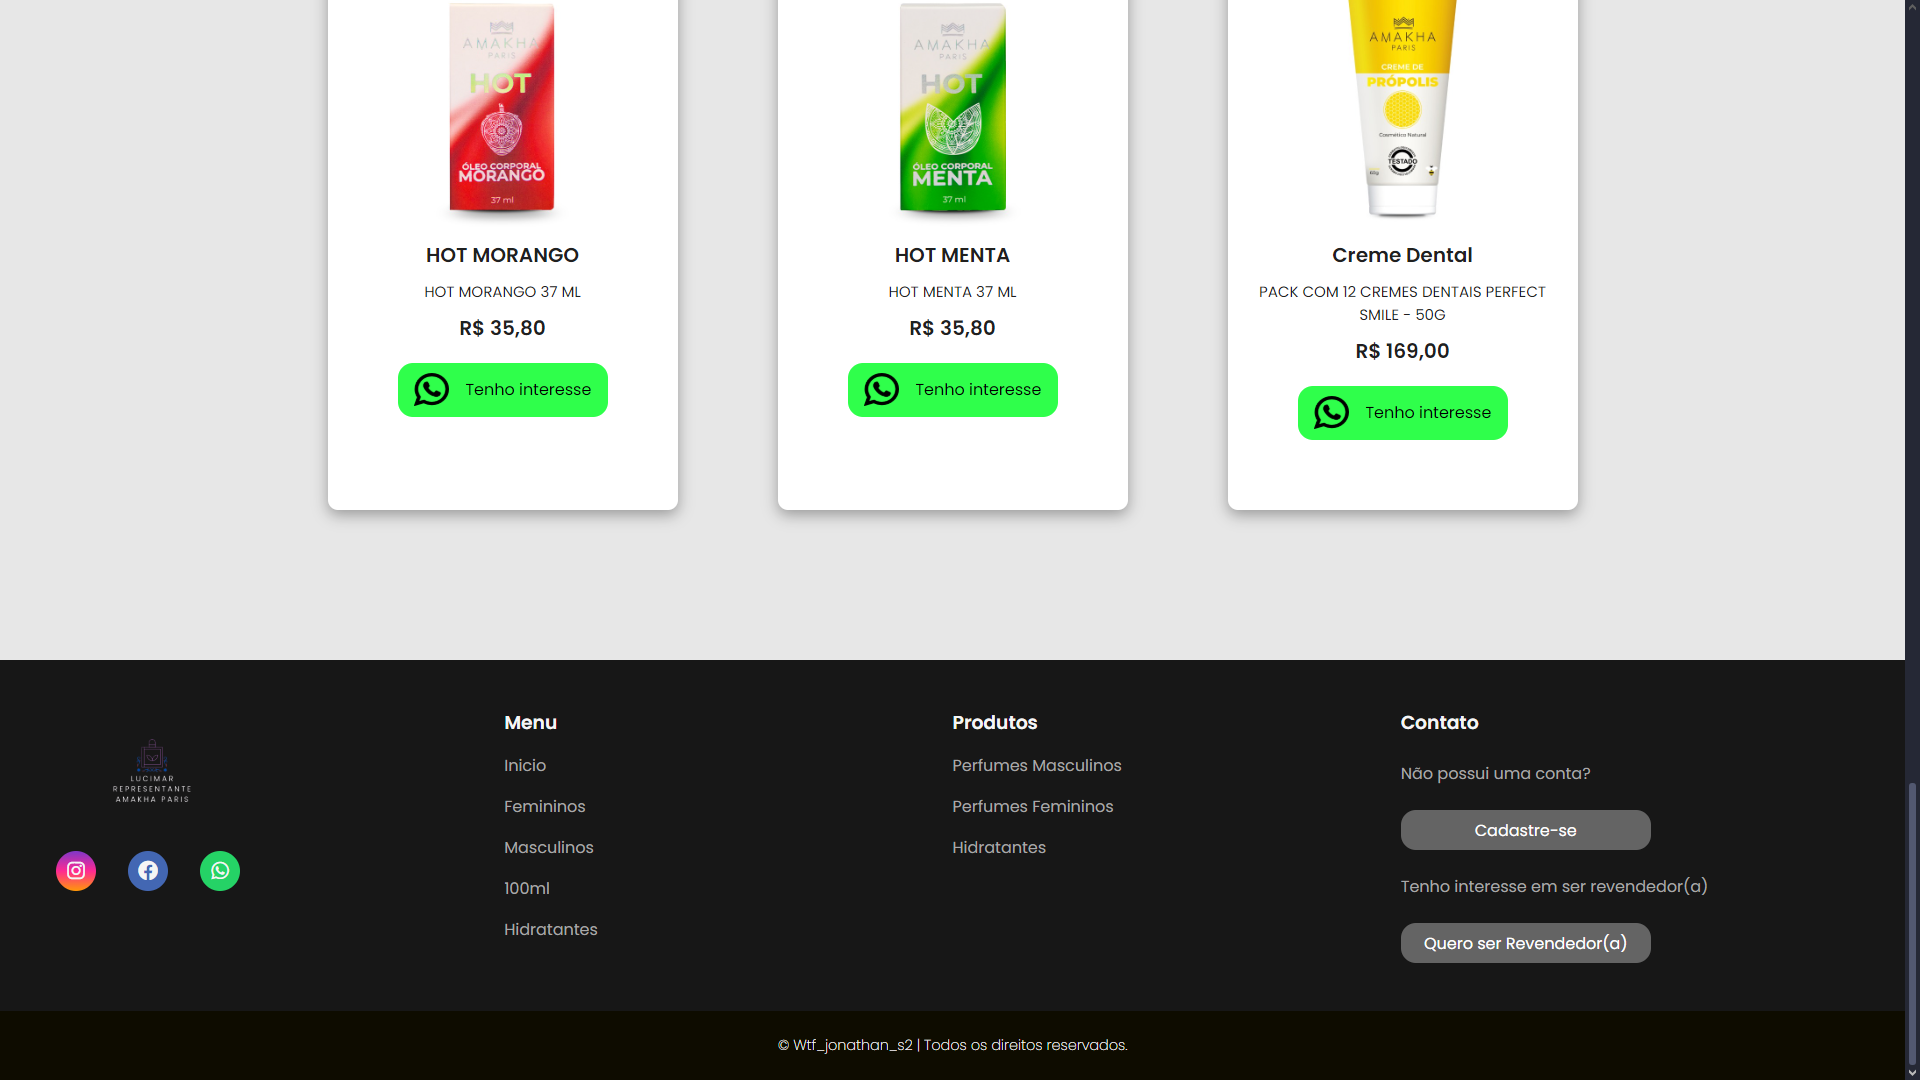 AMAKHA
PARIS
HOT
ÓLEO CORPORAL
MORANGO
37 ml
AMAKHA
PARIS
HOT
ÓLEO CORPORAL
MENTA
37 ml
AMAKHA
PARIS
CREME DE
PRÓPOLIS
Cosmético Natural
TESTADO
HOT MORANGO
HOT MORANGO 37 ML
R$ 35,80
Tenho interesse
HOT MENTA
HOT MENTA 37 ML
R$ 35,80
Tenho interesse
Creme Dental
PACK COM 12 CREMES DENTAIS PERFECT
SMILE - 50G
R$ 169,00
Tenho interesse
LUCIMAR
REPRESENTANTE
AMAKHA PARIS
Menu
Inicio
Femininos
Masculinos
100ml
Hidratantes
Produtos
Perfumes Masculinos
Perfumes Femininos
Hidratantes
Contato
Não possui uma conta?
Cadastre-se
Tenho interesse em ser revendedor(a)
Quero ser Revendedor(a)
© Wtf_jonathan_s2 | Todos os direitos reservados.